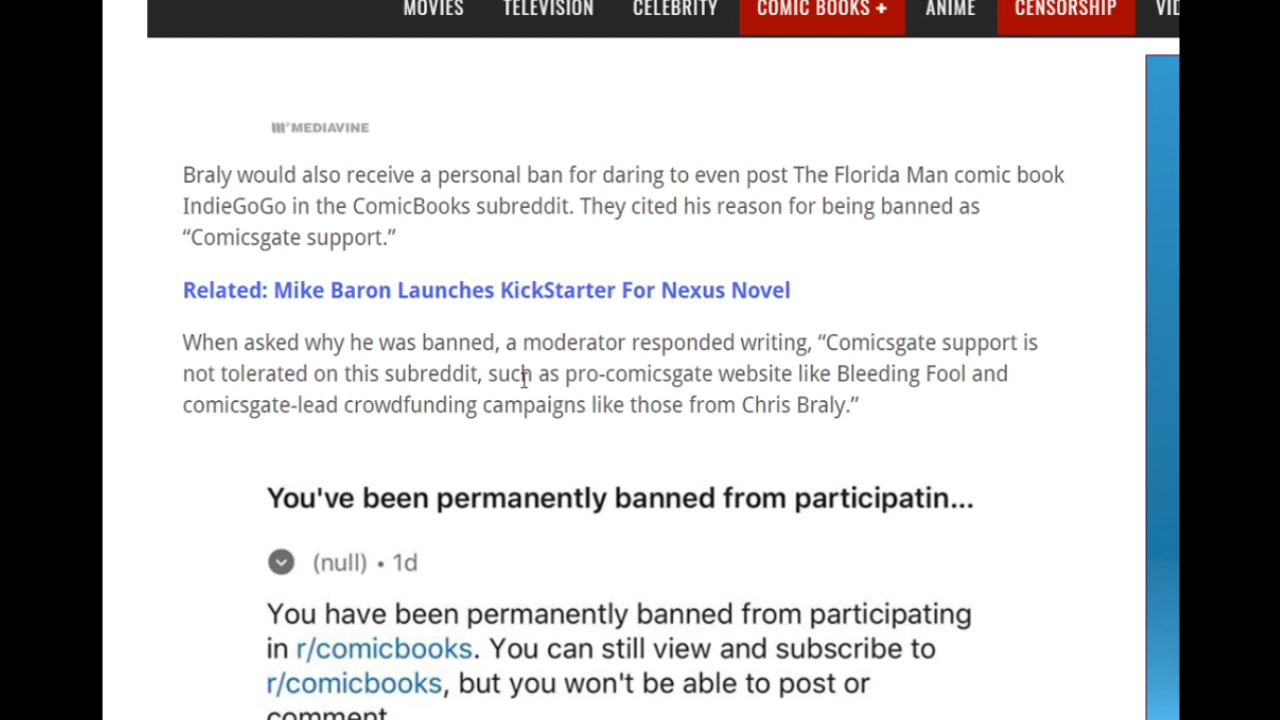 MOVIES TELEVISION CELEBRITY COMIC BOOKS + ANIME CENSORSHIP
MEDIAVINE
Braly would also receive a personal ban for daring to even post The Florida Man comic book
IndieGoGo in the ComicBooks subreddit. They cited his reason for being banned as
“Comicsgate support.”
Related: Mike Baron Launches KickStarter For Nexus Novel
When asked why he was banned, a moderator responded writing, “Comicsgate support is
not tolerated on this subreddit, such as pro-comicsgate website like Bleeding Fool and
comicsgate-lead crowdfunding campaigns like those from Chris Braly.”
You've been permanently banned from participatin...
(null) • 1d
You have been permanently banned from participating
in r/comicbooks. You can still view and subscribe to
r/comicbooks, but you won't be able to post or
comment